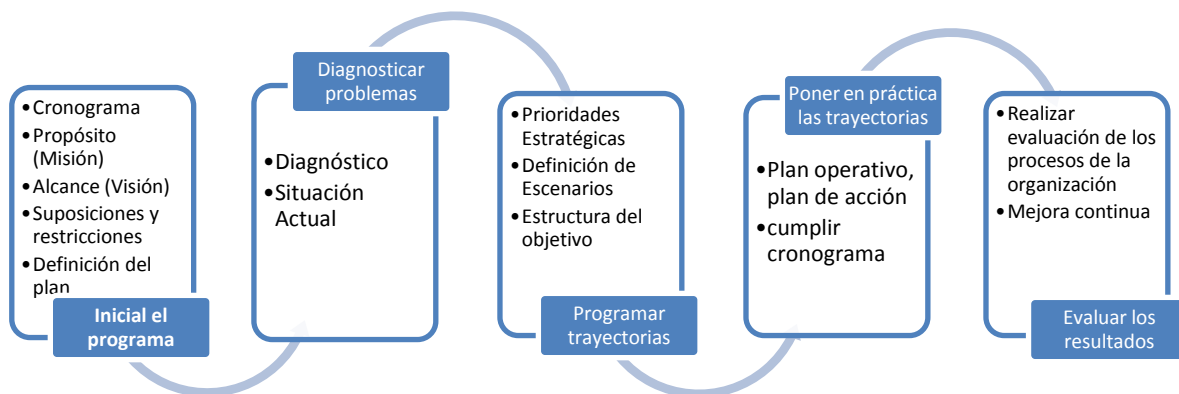 •Cronograma
•Propósito
(Misión)
•Alcance (Visión)
•Suposiciones y
restricciones
•Definición del
plan
Inicial el
programa
Diagnosticar
problemas
•Diagnóstico
•Situación
Actual
•Prioridades
Estratégicas
•Definición de
Escenarios
•Estructura del
objetivo
Programar
trayectorias
Poner en práctica
las trayectorias
•Plan operativo,
plan de acción
•cumplir
cronograma
•Realizar
evaluación de los
procesos de la
organización
•Mejora continua
Evaluar los
resultados